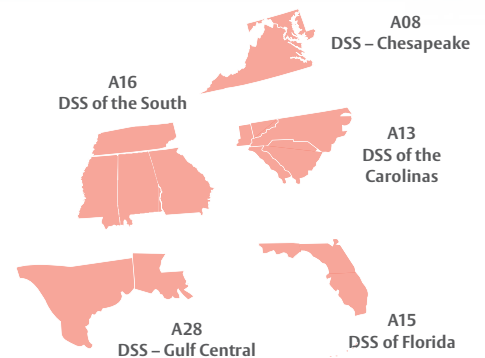 A08
DSS – Chesapeake
A16
DSS of the South
A13
DSS of the
Carolinas
A28
DSS – Gulf Central
A15
DSS of Florida